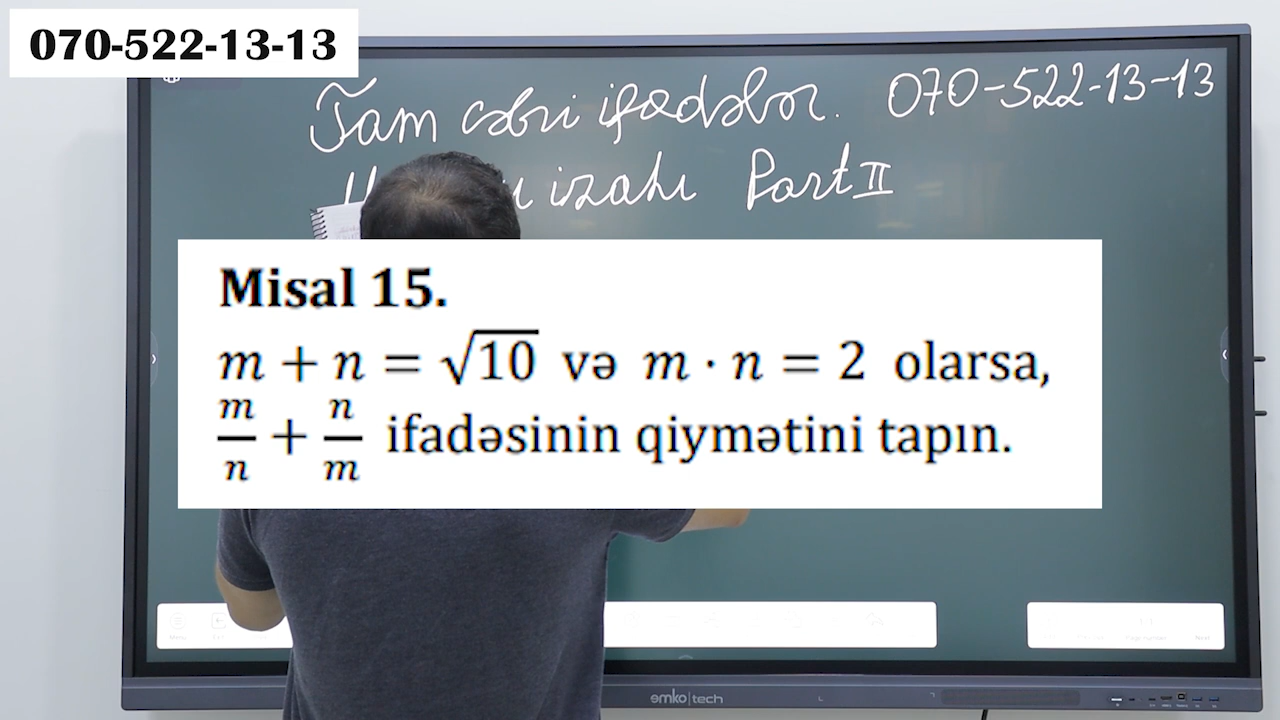 070-522-13-13
Tam cəbri ifadələr. 070-522-13-13
izahı Part II
Misal 15.
m + n = √10 və m · n = 2 olarsa,
m/n + n/m ifadəsinin qiymətini tapın.
emko|tech